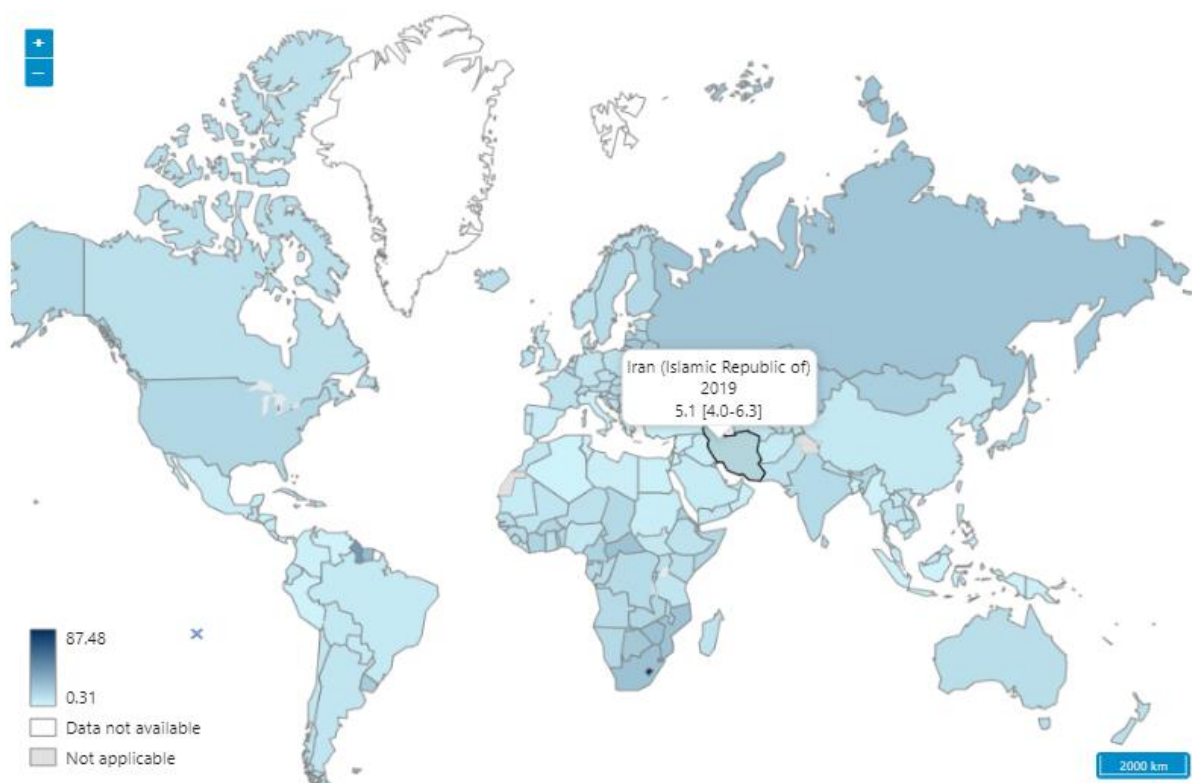 +
−
Iran (Islamic Republic of)
2019
5.1 [4.0-6.3]
87.48
0.31
Data not available
Not applicable
2000 km